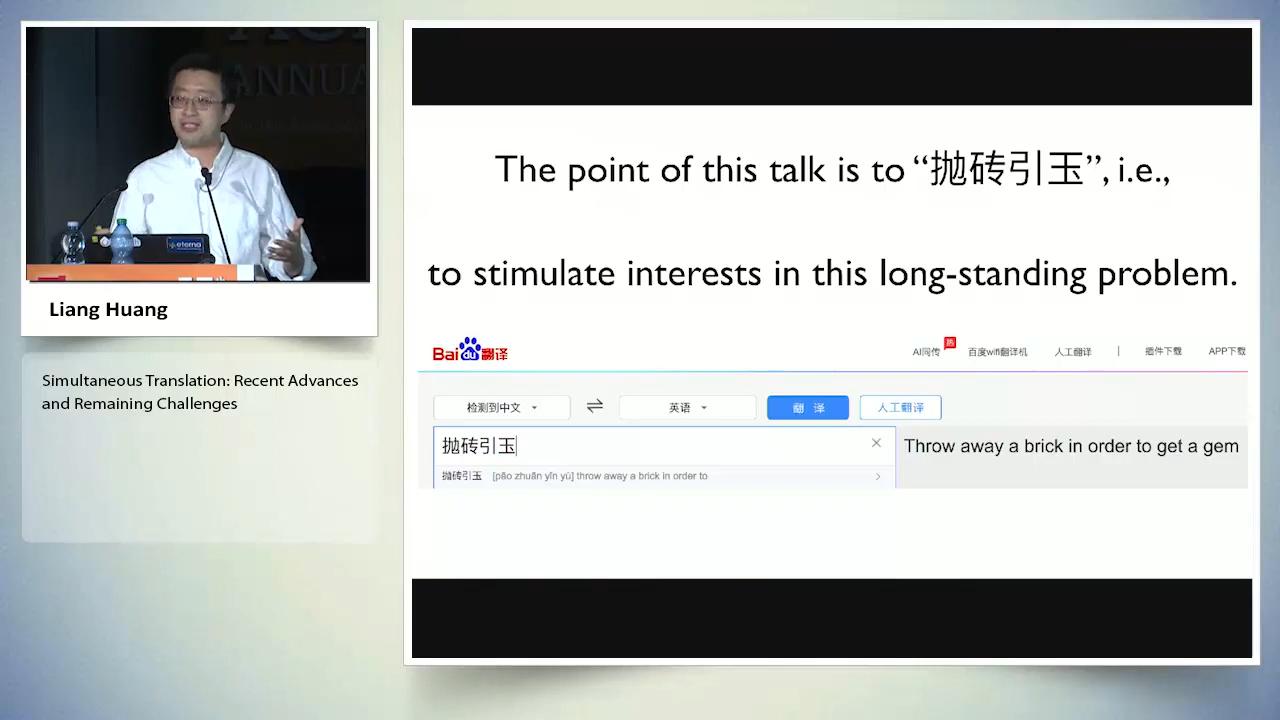 ANNUA
eterna
Liang Huang
Simultaneous Translation: Recent Advances
and Remaining Challenges
The point of this talk is to “抛砖引玉”, i.e.,
to stimulate interests in this long-standing problem.
Bai du 翻译
AI同传 热 百度wifi翻译机 人工翻译 | 插件下载 APP下载
检测到中文 英语 翻 译 人工翻译
抛砖引玉
Throw away a brick in order to get a gem
抛砖引玉 [pāo zhuān yǐn yù] throw away a brick in order to